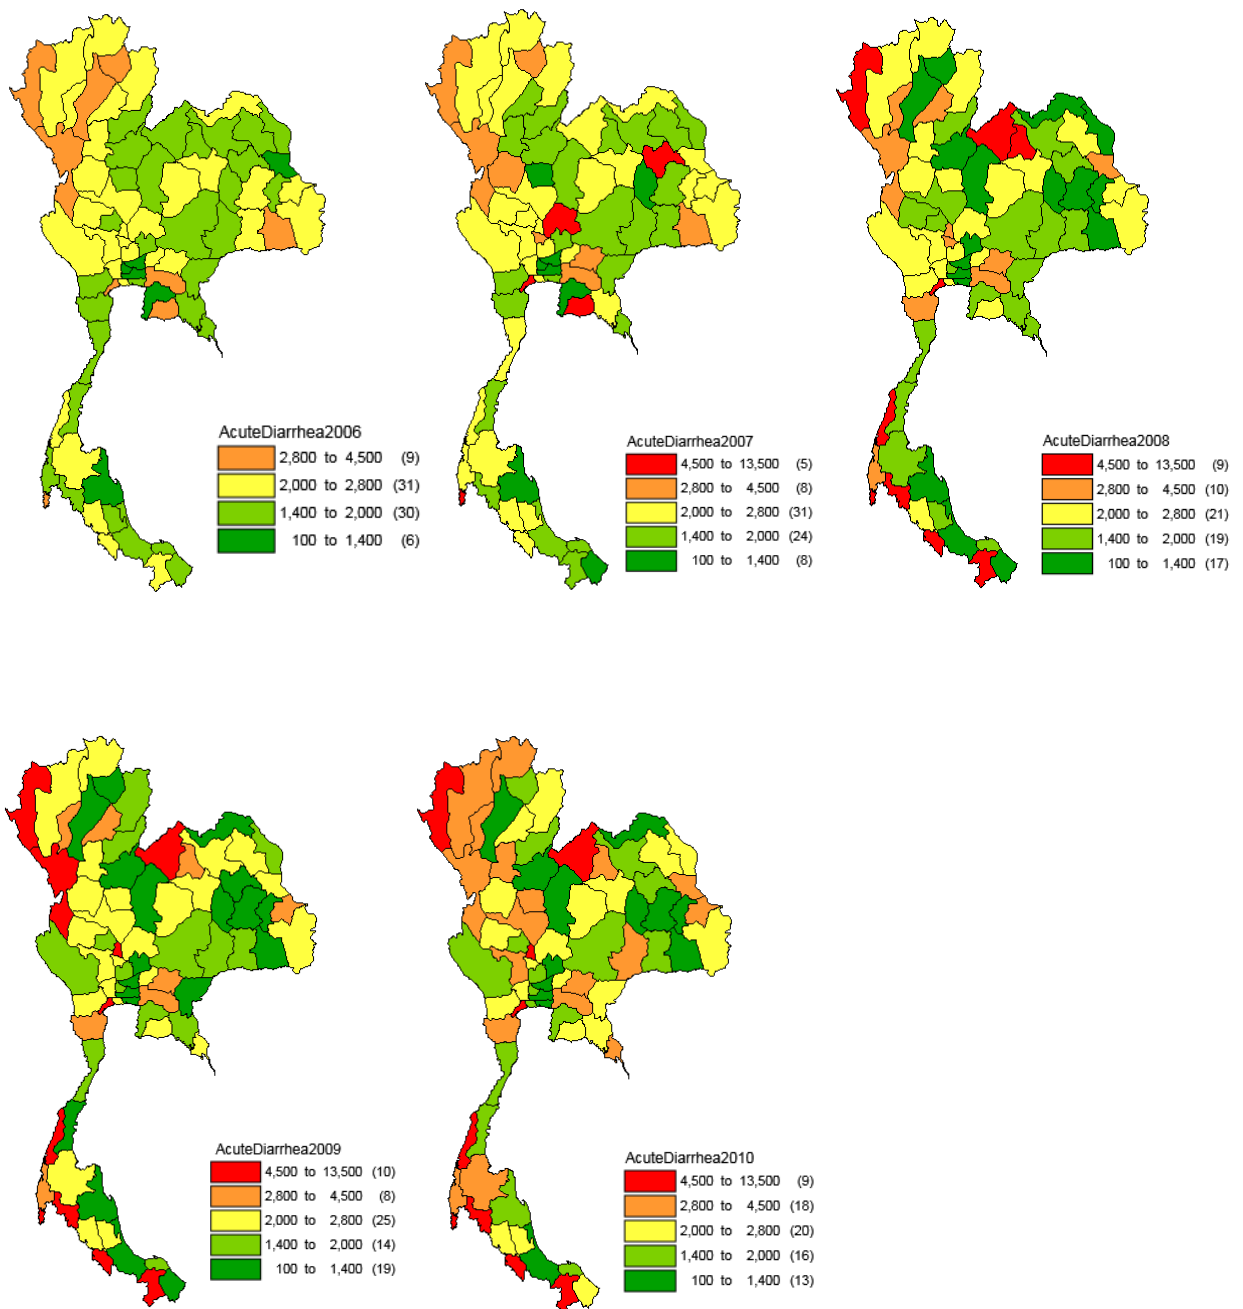 AcuteDiarrhea2006
2,800 to 4,500 (9)
2,000 to 2,800 (31)
1,400 to 2,000 (30)
100 to 1,400 (6)
AcuteDiarrhea2007
4,500 to 13,500 (5)
2,800 to 4,500 (8)
2,000 to 2,800 (31)
1,400 to 2,000 (24)
100 to 1,400 (8)
AcuteDiarrhea2008
4,500 to 13,500 (9)
2,800 to 4,500 (10)
2,000 to 2,800 (21)
1,400 to 2,000 (19)
100 to 1,400 (17)
AcuteDiarrhea2009
4,500 to 13,500 (10)
2,800 to 4,500 (8)
2,000 to 2,800 (25)
1,400 to 2,000 (14)
100 to 1,400 (19)
AcuteDiarrhea2010
4,500 to 13,500 (9)
2,800 to 4,500 (18)
2,000 to 2,800 (20)
1,400 to 2,000 (16)
100 to 1,400 (13)